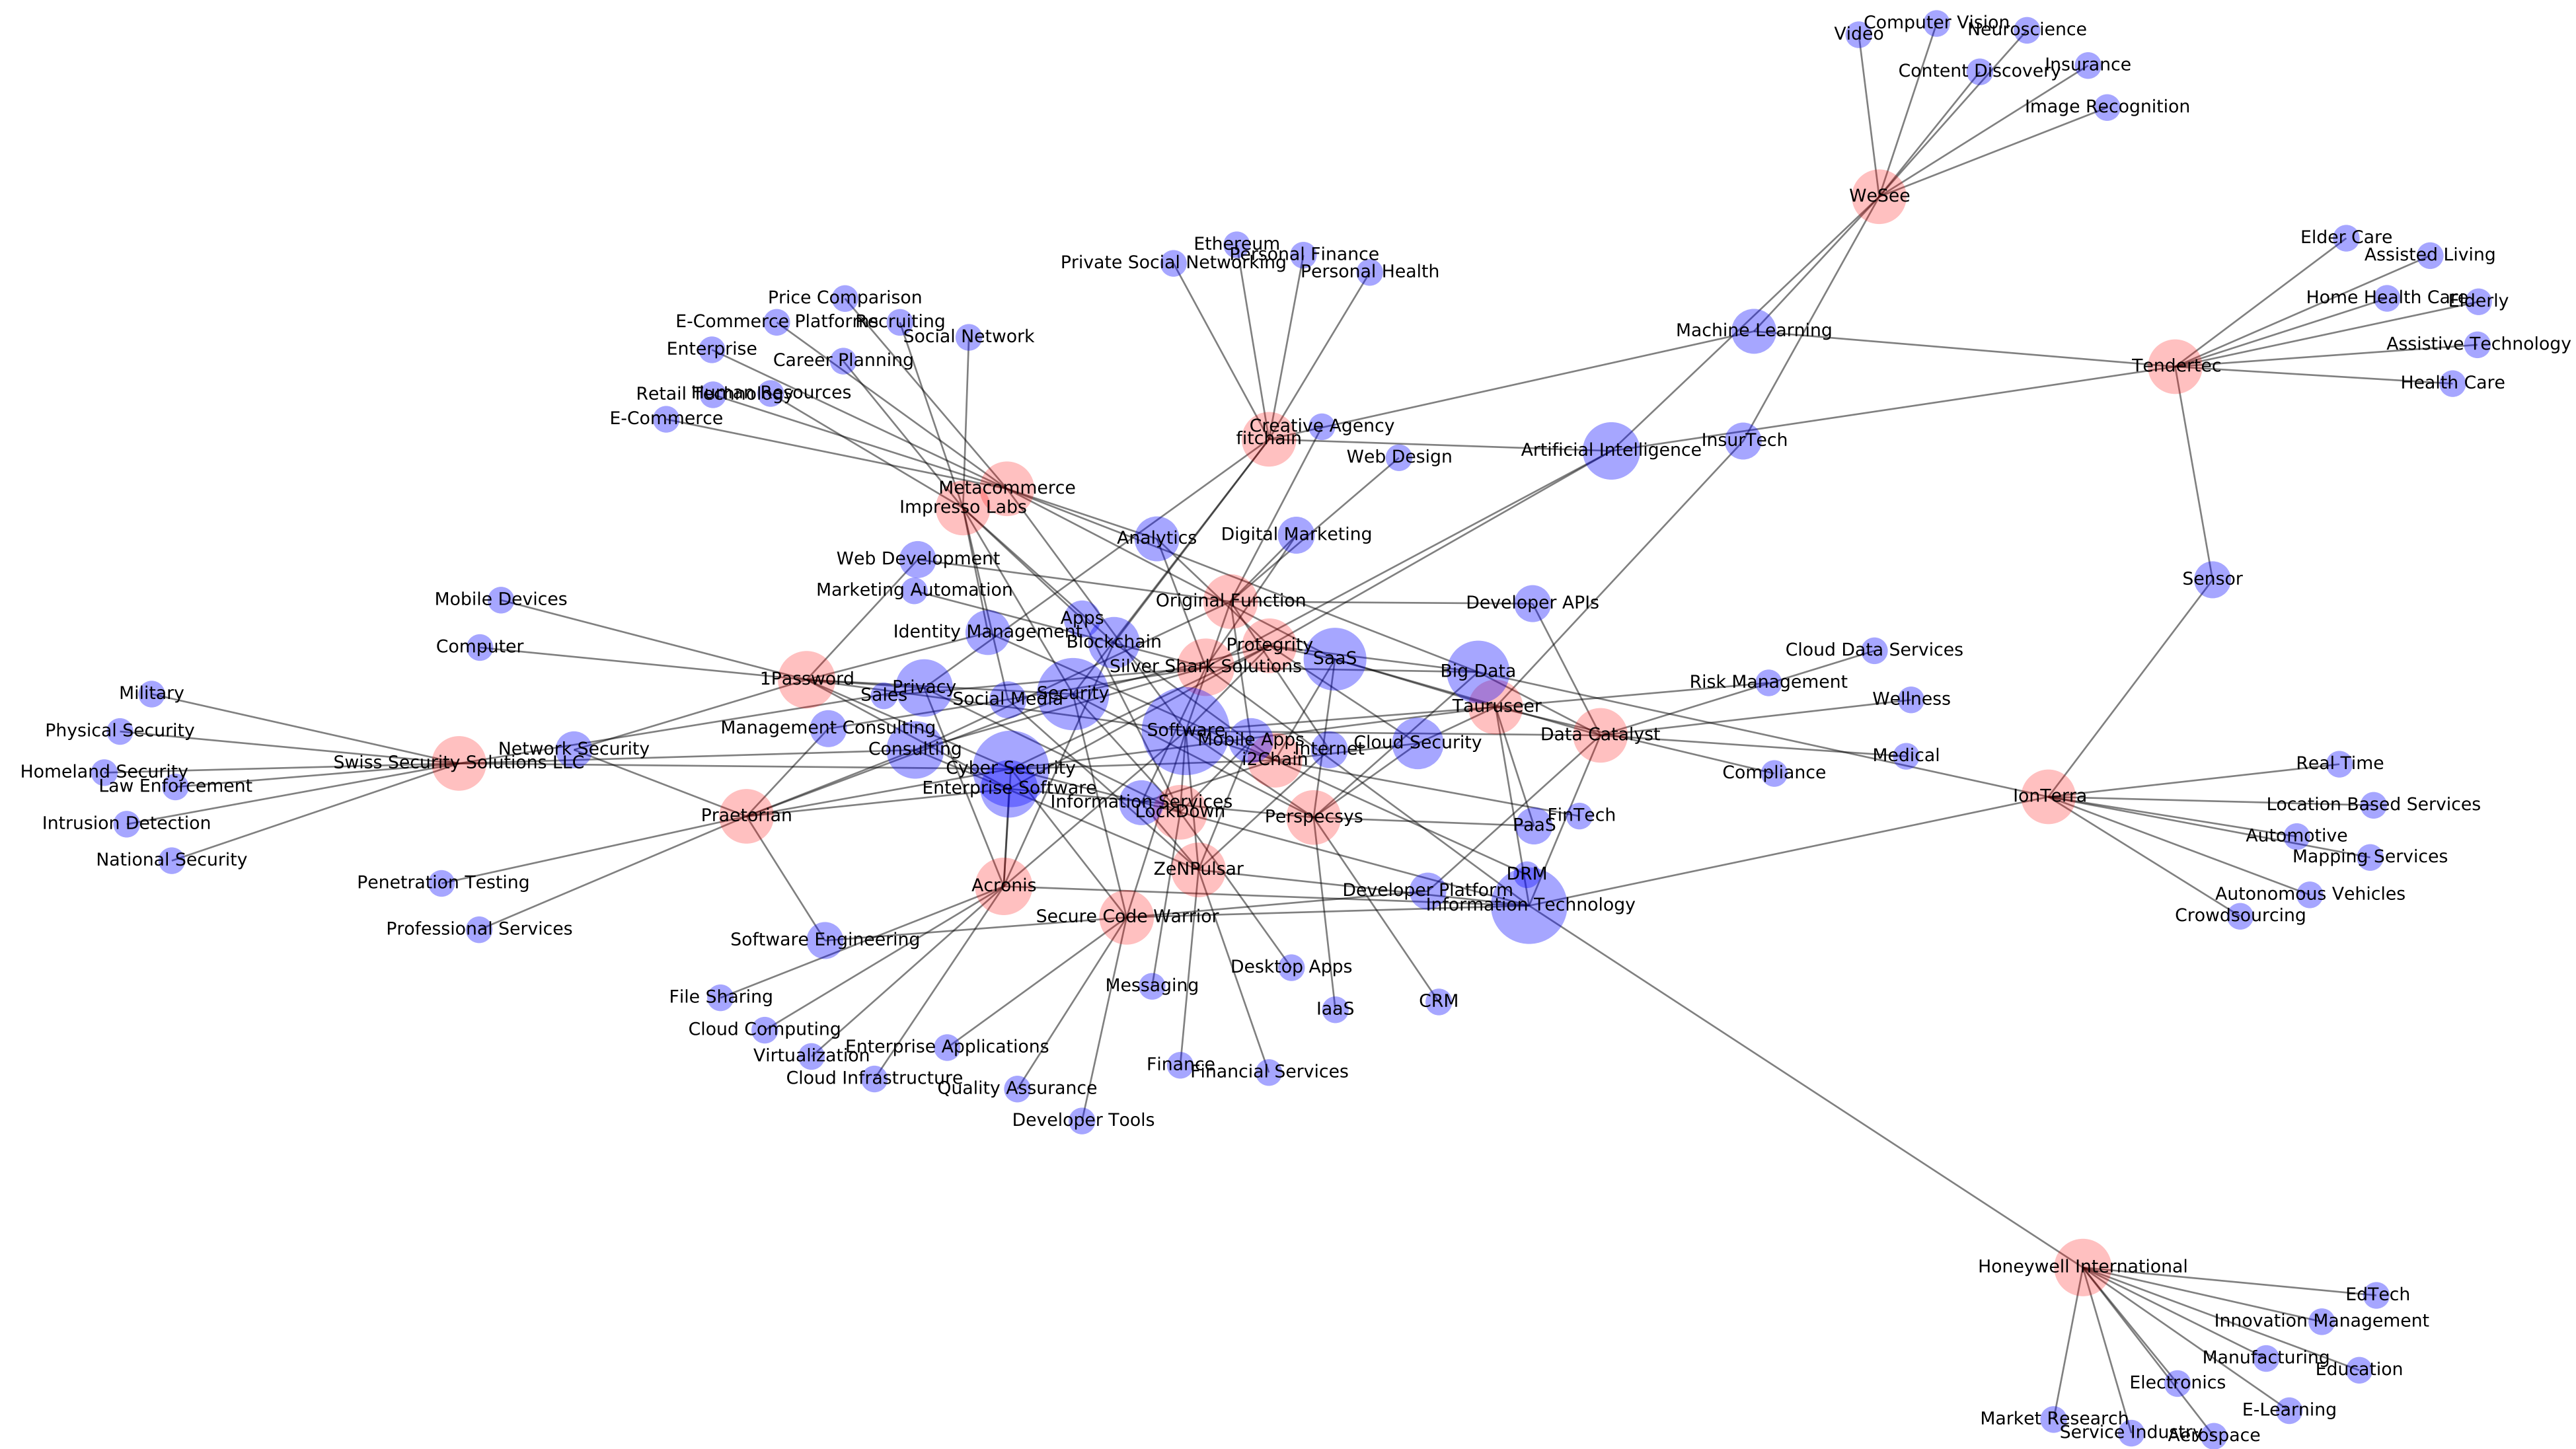 Computer Vision
Neuroscience
Video
Content Discovery
Insurance
Image Recognition
WeSee
Elder Care
Ethereum
Personal Finance
Assisted Living
Private Social Networking
Personal Health
Price Comparison
Home Health Care
Elderly
E-Commerce Platforms
Recruiting
Machine Learning
Social Network
Assistive Technology
Enterprise
Career Planning
Tendertec
Health Care
Retail Technology
Human Resources
E-Commerce
Creative Agency
fitchain
InsurTech
Artificial Intelligence
Web Design
Metacommerce
Impresso Labs
Digital Marketing
Analytics
Web Development
Sensor
Marketing Automation
Mobile Devices
Original Function
Developer APIs
Apps
Identity Management
Blockchain
Protegrity
Computer
Cloud Data Services
SaaS
Silver Shark Solutions
Big Data
1Password
Risk Management
Privacy
Military
Security
Sales
Social Media
Wellness
Tauruseer
Management Consulting
Physical Security
Software
Data Catalyst
Mobile Apps
Cloud Security
Network Security
Consulting
Internet
Medical
i2Chain
Swiss Security Solutions LLC
Real Time
Cyber Security
Homeland Security
Compliance
Law Enforcement
Enterprise Software
IonTerra
Information Services
Location Based Services
LockDown
Praetorian
Perspecsys
FinTech
Intrusion Detection
PaaS
Automotive
Mapping Services
National Security
ZeNPulsar
DRM
Penetration Testing
Acronis
Developer Platform
Autonomous Vehicles
Information Technology
Secure Code Warrior
Crowdsourcing
Professional Services
Software Engineering
Desktop Apps
Messaging
File Sharing
CRM
IaaS
Cloud Computing
Enterprise Applications
Virtualization
Finance
Financial Services
Cloud Infrastructure
Quality Assurance
Developer Tools
Honeywell International
EdTech
Innovation Management
Manufacturing
Education
Electronics
E-Learning
Market Research
Service Industry
Aerospace